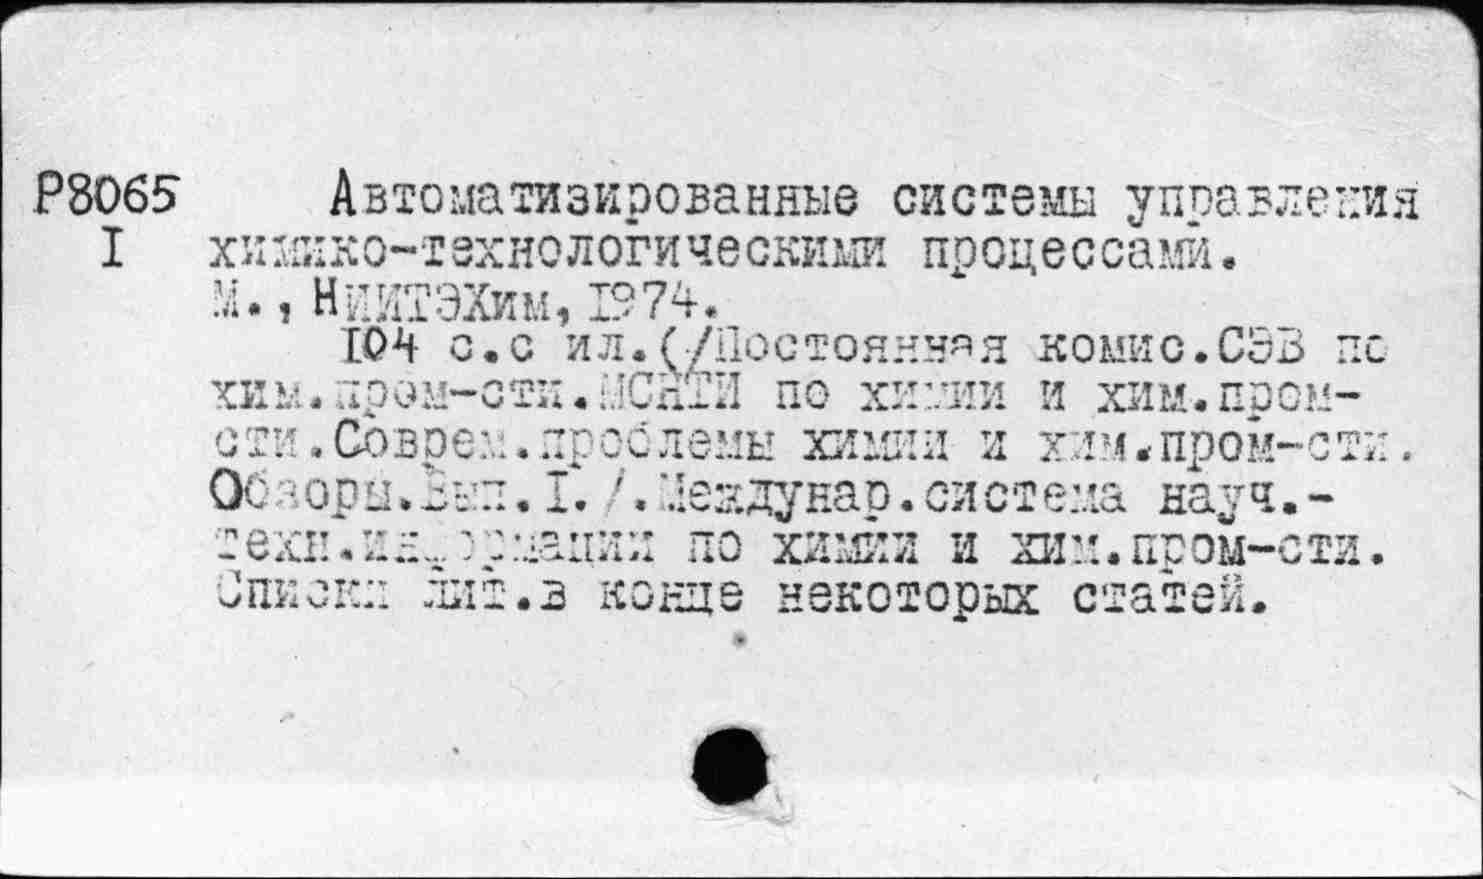 Р8065 Автоматизированные системы управления
I химико-технологическими процессами.
М., НИИТЭХим, 1974.
104 с.с ил.(/Постоянная комис.СЭВ по
хим.пром-сти.МСНТИ по химии и хим.пром-
сти.Соврем.проблемы химии и хим.пром-сти.
Обзоры.Вып.I./.Междунар.система науч.-
техн.информации по химии и хим.пром-сти.
Списки лит.в конце некоторых статей.